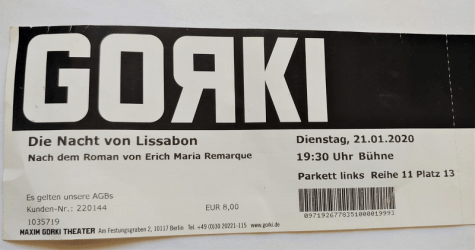 GOЯKI
Die Nacht von Lissabon
Nach dem Roman von Erich Maria Remarque
Dienstag, 21.01.2020
19:30 Uhr Bühne
Parkett links Reihe 11 Platz 13
Es gelten unsere AGBs
Kunden-Nr.: 220144
EUR 8,00
1035719
0971926770351000019993
MAXIM GORKI THEATER Am Festungsgraben 2, 10117 Berlin Tel. +49 (0)30 20221-115 www.gorki.de